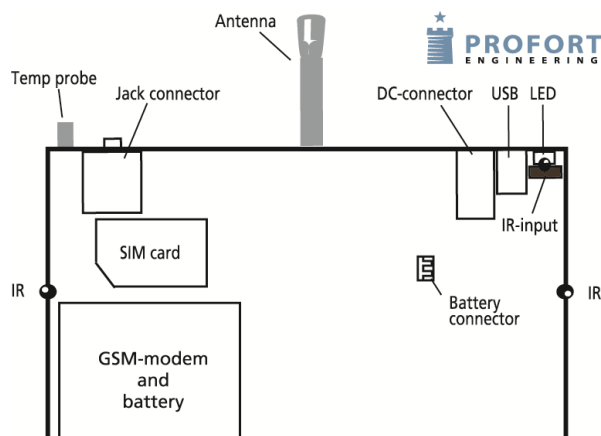 Antenna
PROFORT
ENGINEERING
Temp probe
Jack connector
DC-connector
USB
LED
IR-input
SIM card
IR
IR
Battery
connector
GSM-modem
and
battery